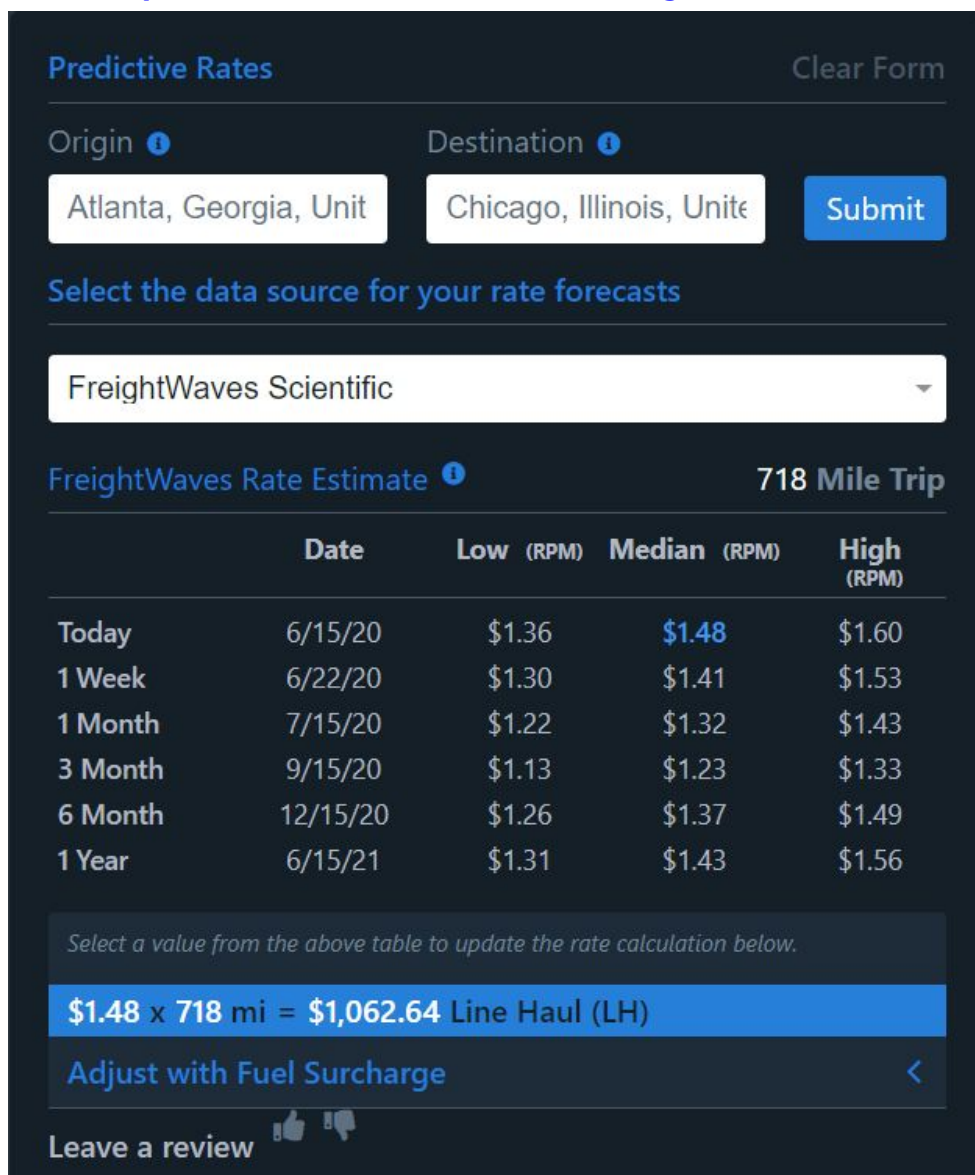 Predictive Rates Clear Form
Origin Destination
Atlanta, Georgia, Unit Chicago, Illinois, Unite Submit
Select the data source for your rate forecasts
FreightWaves Scientific
FreightWaves Rate Estimate 718 Mile Trip
Date Low (RPM) Median (RPM) High (RPM)
Today 6/15/20 $1.36 $1.48 $1.60
1 Week 6/22/20 $1.30 $1.41 $1.53
1 Month 7/15/20 $1.22 $1.32 $1.43
3 Month 9/15/20 $1.13 $1.23 $1.33
6 Month 12/15/20 $1.26 $1.37 $1.49
1 Year 6/15/21 $1.31 $1.43 $1.56
Select a value from the above table to update the rate calculation below.
$1.48 x 718 mi = $1,062.64 Line Haul (LH)
Adjust with Fuel Surcharge
Leave a review